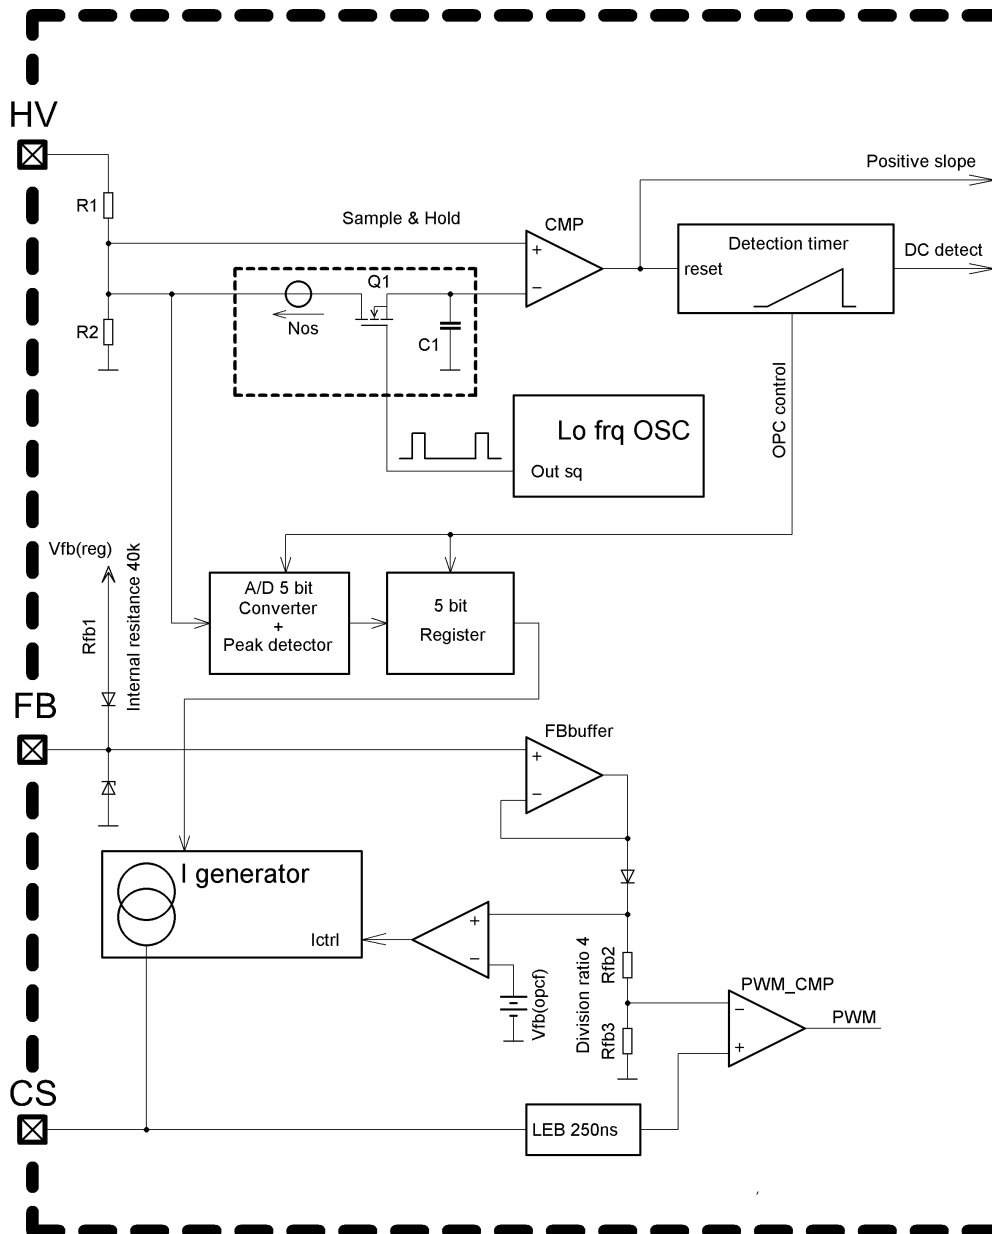 HV
Positive slope
R1
Sample & Hold
CMP
+
−
Detection timer
reset
DC detect
Q1
Nos
R2
C1
OPC control
Lo frq OSC
Out sq
Vfb(reg)
Rfb1
Internal resitance 40k
A/D 5 bit
Converter
+
Peak detector
5 bit
Register
FB
FBbuffer
+
−
I generator
Ictrl
+
−
Vfb(opcf)
Division ratio 4
Rfb2
Rfb3
PWM_CMP
−
+
PWM
CS
LEB 250ns